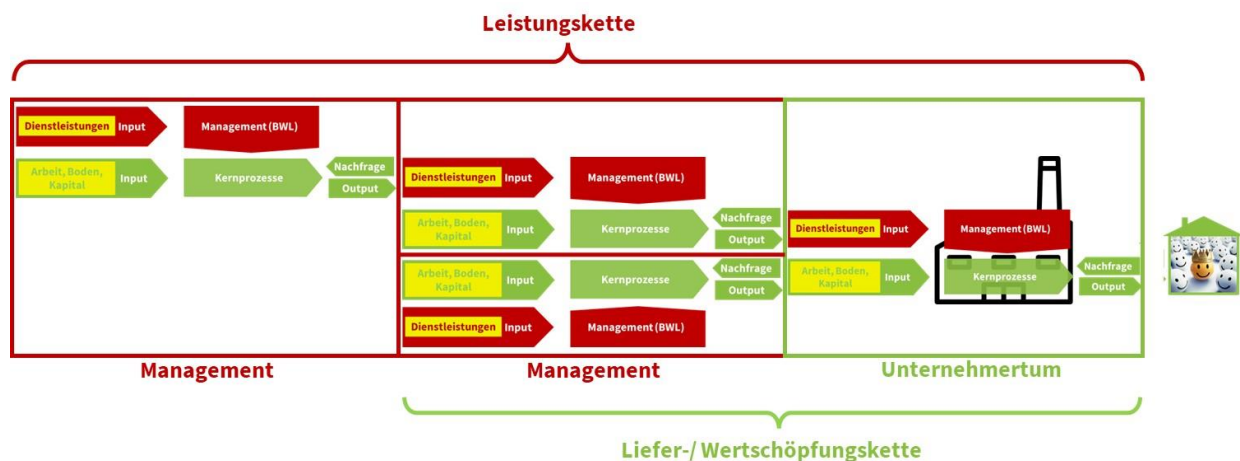 Leistungskette
Dienstleistungen Input
Management (BWL)
Arbeit, Boden,
Kapital
Input
Kernprozesse
Nachfrage
Output
Dienstleistungen Input
Management (BWL)
Arbeit, Boden,
Kapital
Input
Kernprozesse
Nachfrage
Output
Arbeit, Boden,
Kapital
Input
Kernprozesse
Nachfrage
Output
Dienstleistungen Input
Management (BWL)
Dienstleistungen Input
Management (BWL)
Arbeit, Boden,
Kapital
Input
Kernprozesse
Nachfrage
Output
Management
Management
Unternehmertum
Liefer-/ Wertschöpfungskette